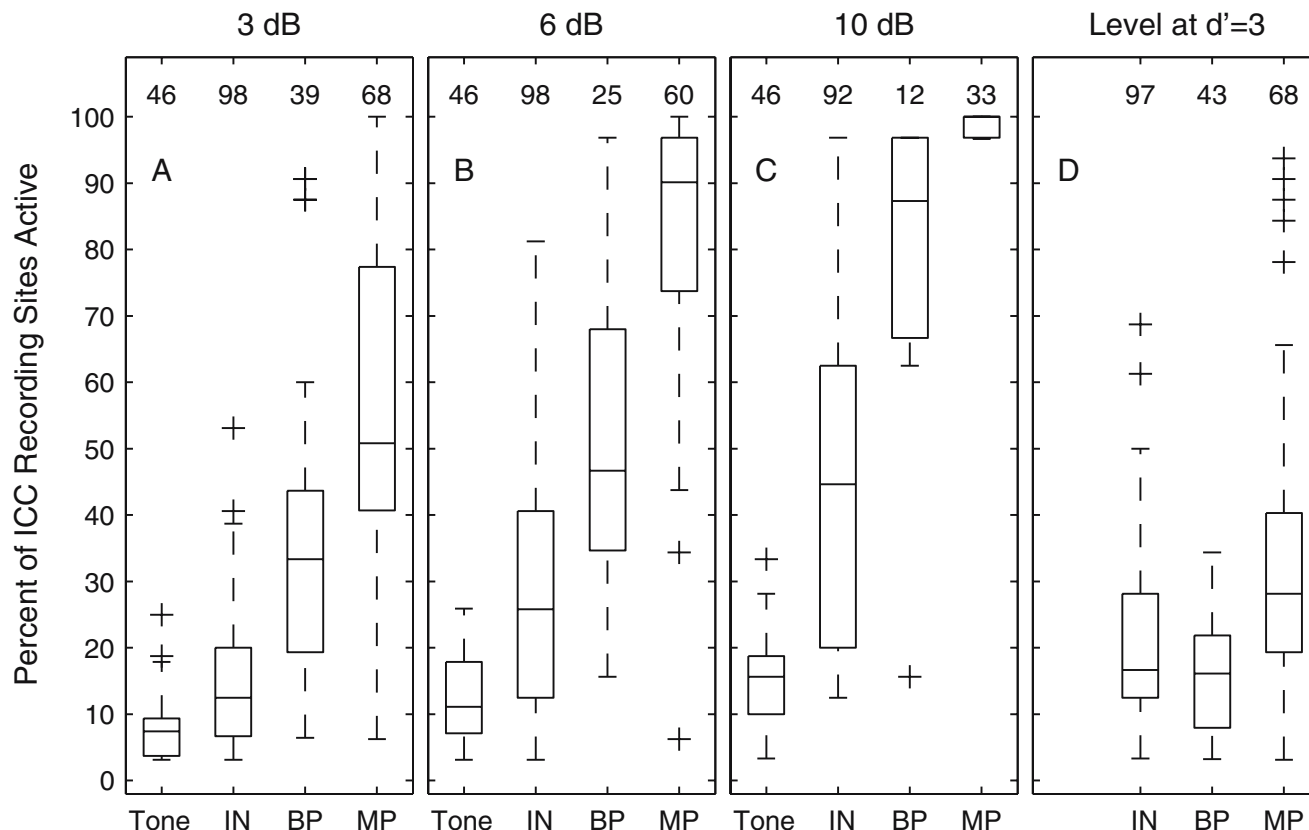 3 dB
6 dB
10 dB
Level at d'=3
46 98 39 68
46 98 25 60
46 92 12 33
97 43 68
A
B
C
D
Percent of ICC Recording Sites Active
100
90
80
70
60
50
40
30
20
10
0
Tone IN BP MP
Tone IN BP MP
Tone IN BP MP
IN BP MP